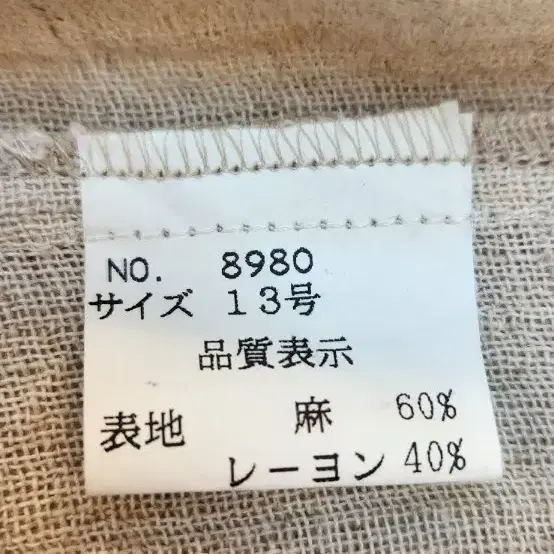 NO. 8980
サイズ 13号
品質表示
表地 麻 60%
レーヨン 40%